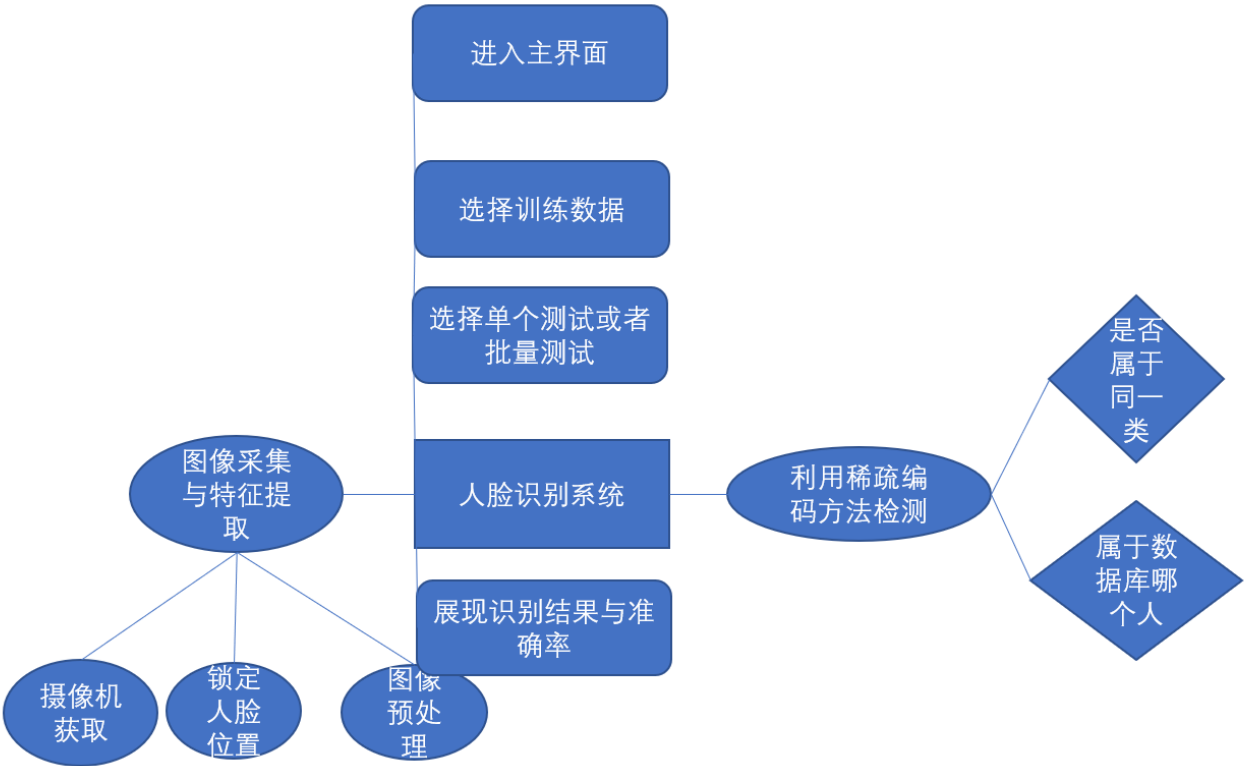 进入主界面
选择训练数据
选择单个测试或者
批量测试
是否
属于
同一
类
图像采集
与特征提
取
人脸识别系统
利用稀疏编
码方法检测
属于数
据库哪
个人
展现识别结果与准
确率
摄像机
获取
锁定
人脸
位置
图像
预处
理